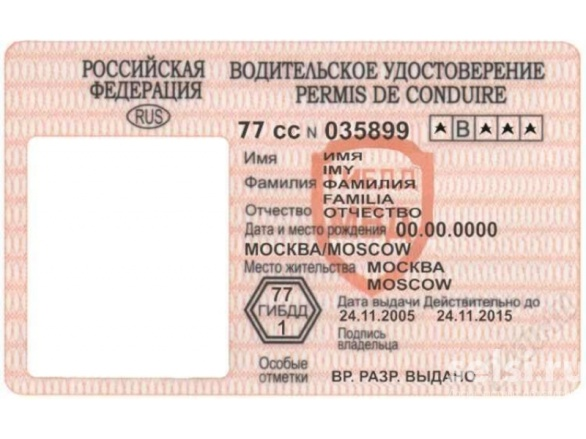 РОССИЙСКАЯ
ФЕДЕРАЦИЯ
RUS
ВОДИТЕЛЬСКОЕ УДОСТОВЕРЕНИЕ
PERMIS DE CONDUIRE
77 СС N 035899 ★ B ★ ★ ★
Имя ИМЯ
IMY
Фамилия ФАМИЛИЯ
FAMILIA
Отчество ОТЧЕСТВО
Дата и место рождения 00.00.0000
МОСКВА/MOSCOW
Место жительства МОСКВА
MOSCOW
77
ГИБДД
1
Дата выдачи Действительно до
24.11.2005 24.11.2015
Подпись
владельца
Особые
отметки ВР. РАЗР. ВЫДАНО